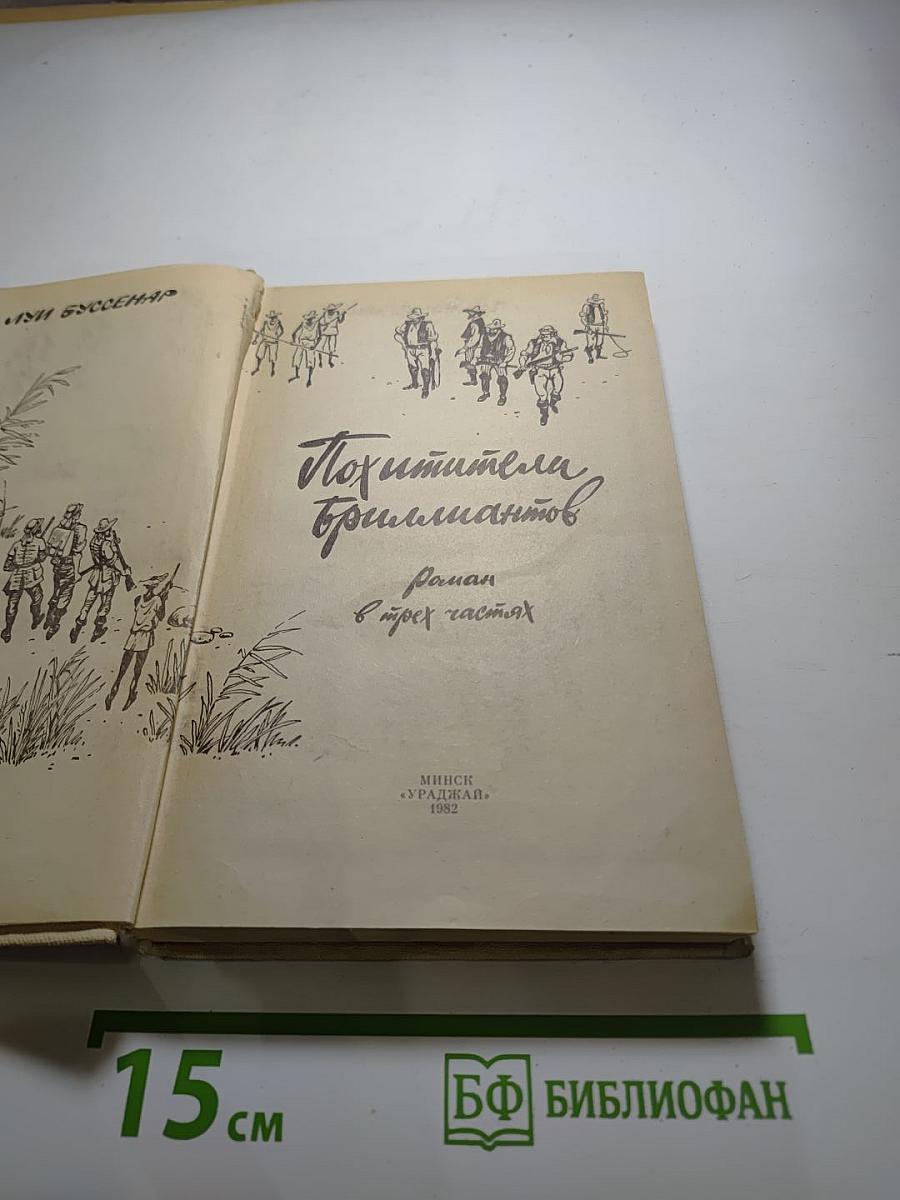 ЛУИ БУССЕНАР
Похитители
Бриллиантов
Роман
в трех частях
МИНСК
«УРАДЖАЙ»
1982
15 см
БФ БИБЛИОФАН